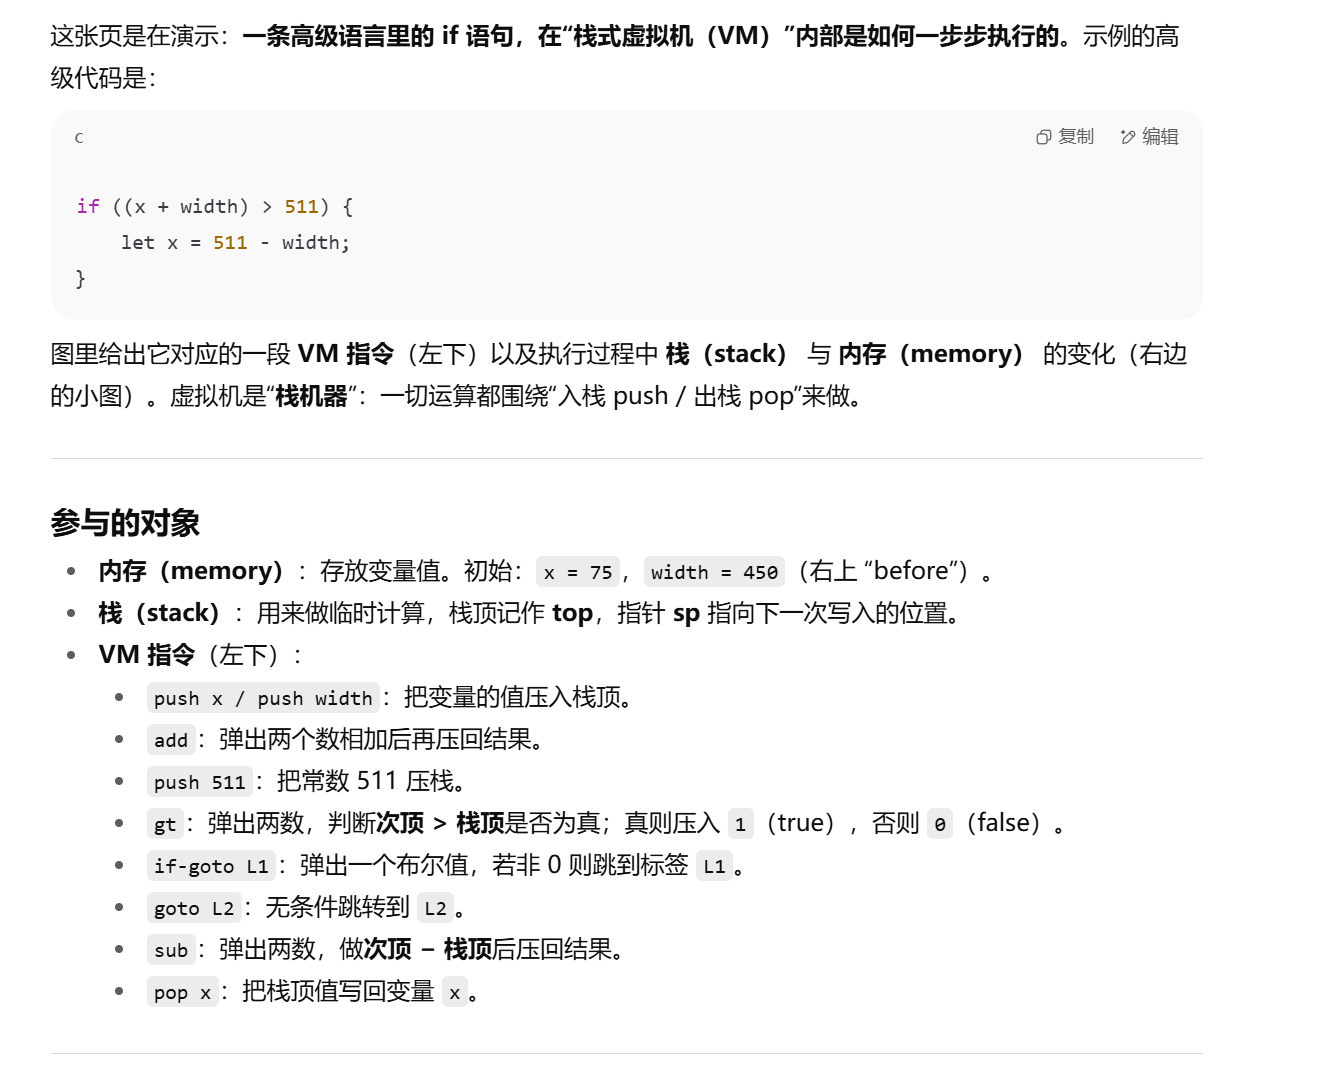 这张页是在演示：一条高级语言里的 if 语句，在“栈式虚拟机（VM）”内部是如何一步步执行的。示例的高
级代码是：
c
复制 编辑
if ((x + width) > 511) {
    let x = 511 - width;
}
图里给出它对应的一段 VM 指令（左下）以及执行过程中 栈（stack） 与 内存（memory） 的变化（右边
的小图）。虚拟机是“栈机器”：一切运算都围绕“入栈 push / 出栈 pop”来做。
参与的对象
• 内存（memory）：存放变量值。初始：x = 75，width = 450（右上 “before”）。
• 栈（stack）：用来做临时计算，栈顶记作 top，指针 sp 指向下一次写入的位置。
• VM 指令（左下）：
• push x / push width：把变量的值压入栈顶。
• add：弹出两个数相加后再压回结果。
• push 511：把常数 511 压栈。
• gt：弹出两数，判断次顶 > 栈顶是否为真；真则压入 1（true），否则 0（false）。
• if-goto L1：弹出一个布尔值，若非 0 则跳到标签 L1。
• goto L2：无条件跳转到 L2。
• sub：弹出两数，做次顶 − 栈顶后压回结果。
• pop x：把栈顶值写回变量 x。